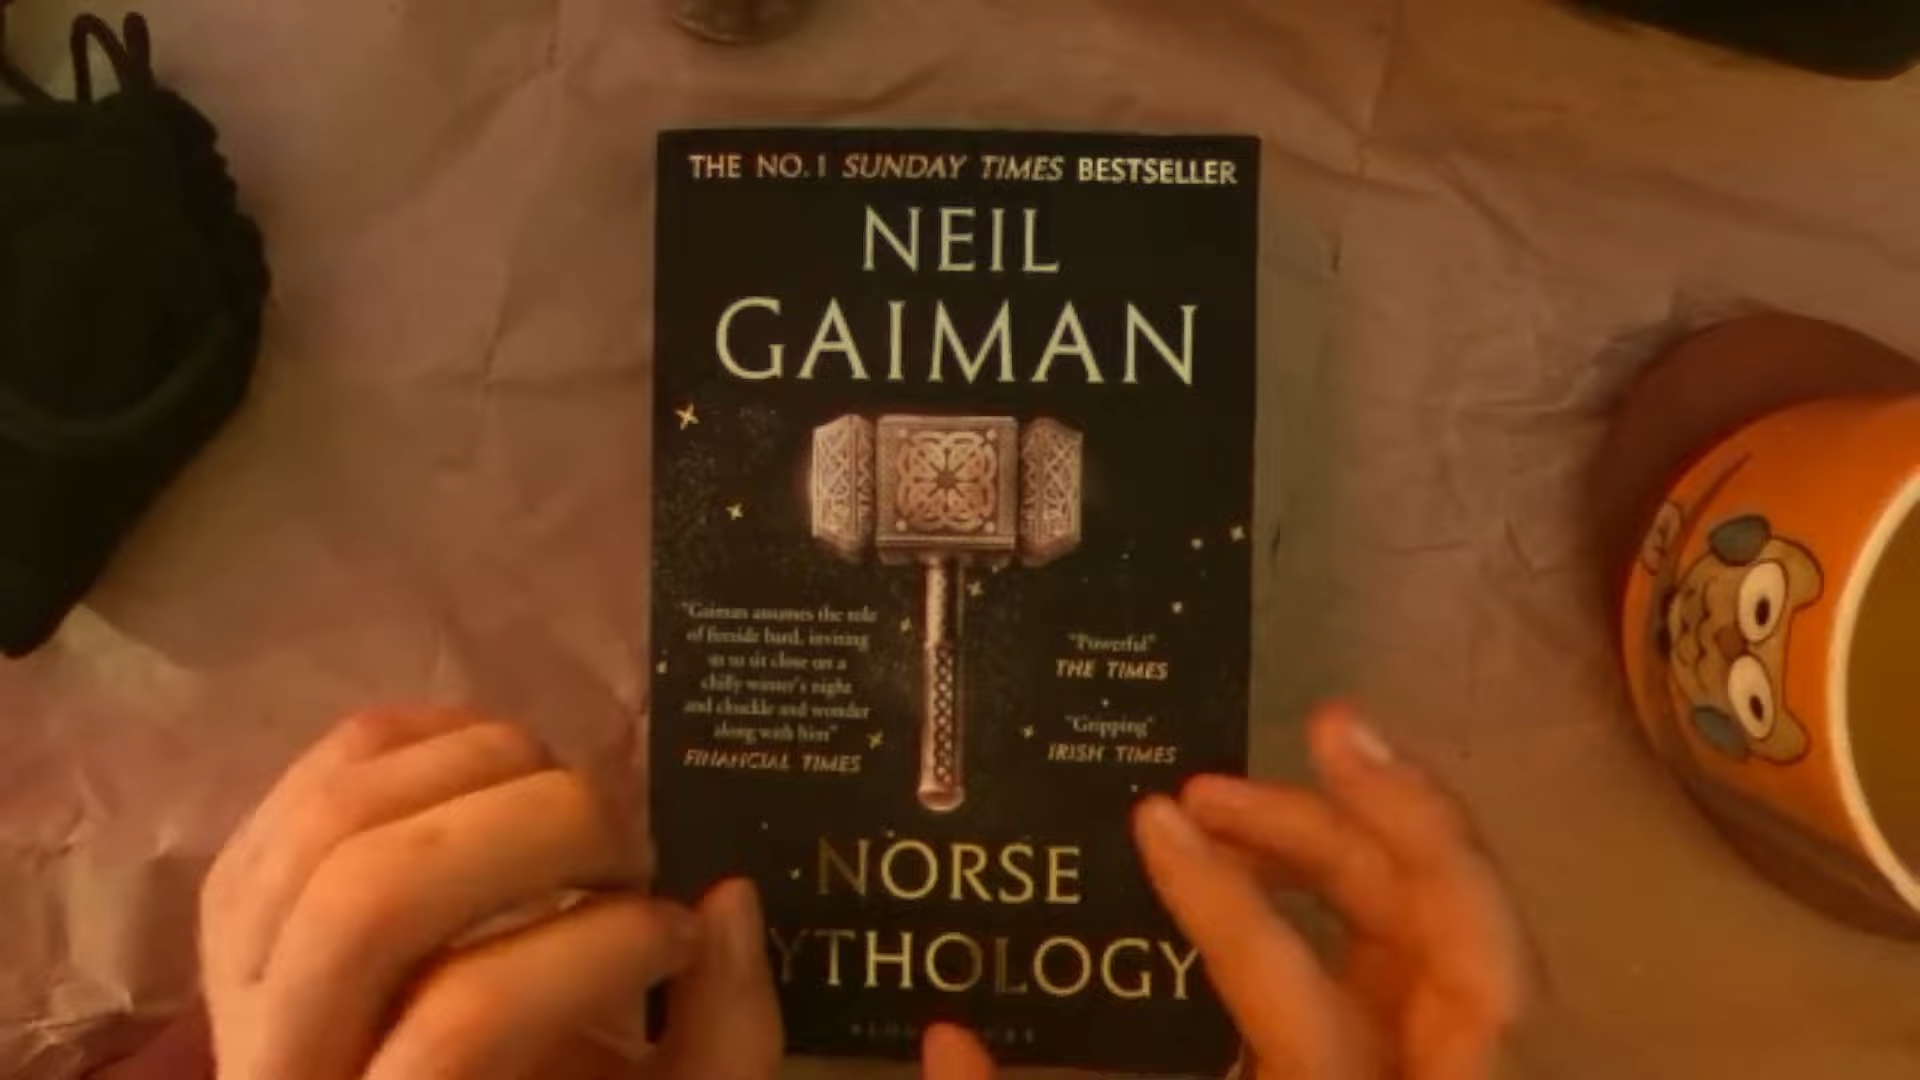 THE NO. 1 SUNDAY TIMES BESTSELLER
NEIL
GAIMAN
"Gaiman assumes the role
of fireside bard, inviting
us to sit close on a
chilly winter's night
and chuckle and wonder
along with him"
FINANCIAL TIMES
"Powerful"
THE TIMES
"Gripping"
IRISH TIMES
NORSE
YTHOLOGY